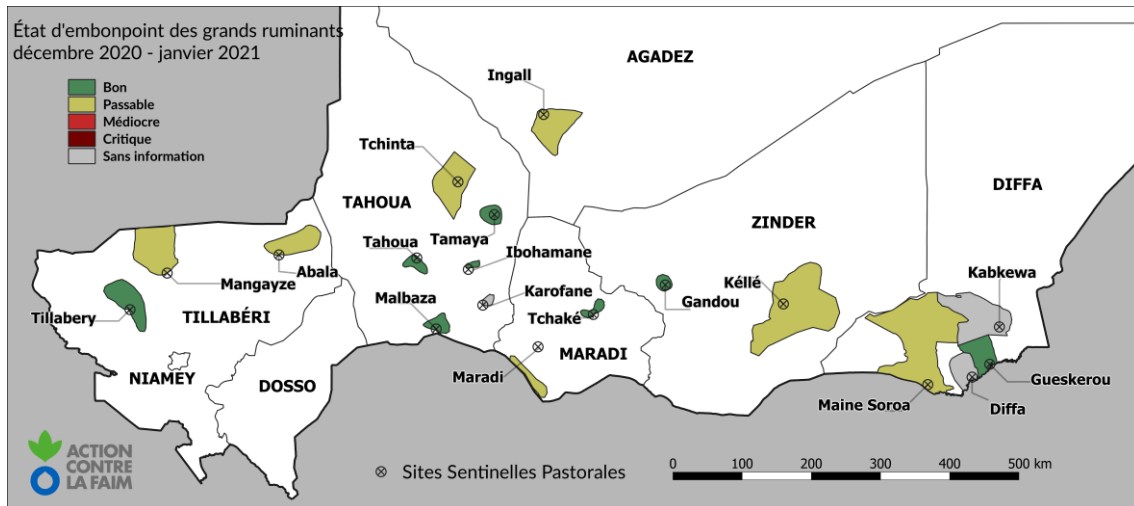 État d'embonpoint des grands ruminants
décembre 2020 - janvier 2021
Bon
Passable
Médiocre
Critique
Sans information
AGADEZ
Ingall
Tchinta
DIFFA
TAHOUA
ZINDER
Tamaya
Tahoua
Ibohamane
Abala
Kabkewa
Mangayze
Kéllé
Karofane
Gandou
Malbaza
Tillabery
TILLABÉRI
Tchaké
MARADI
Gueskerou
Maradi
NIAMEY
DOSSO
Maine Soroa
Diffa
ACTION
CONTRE
LA FAIM
Sites Sentinelles Pastorales
0 100 200 300 400 500 km